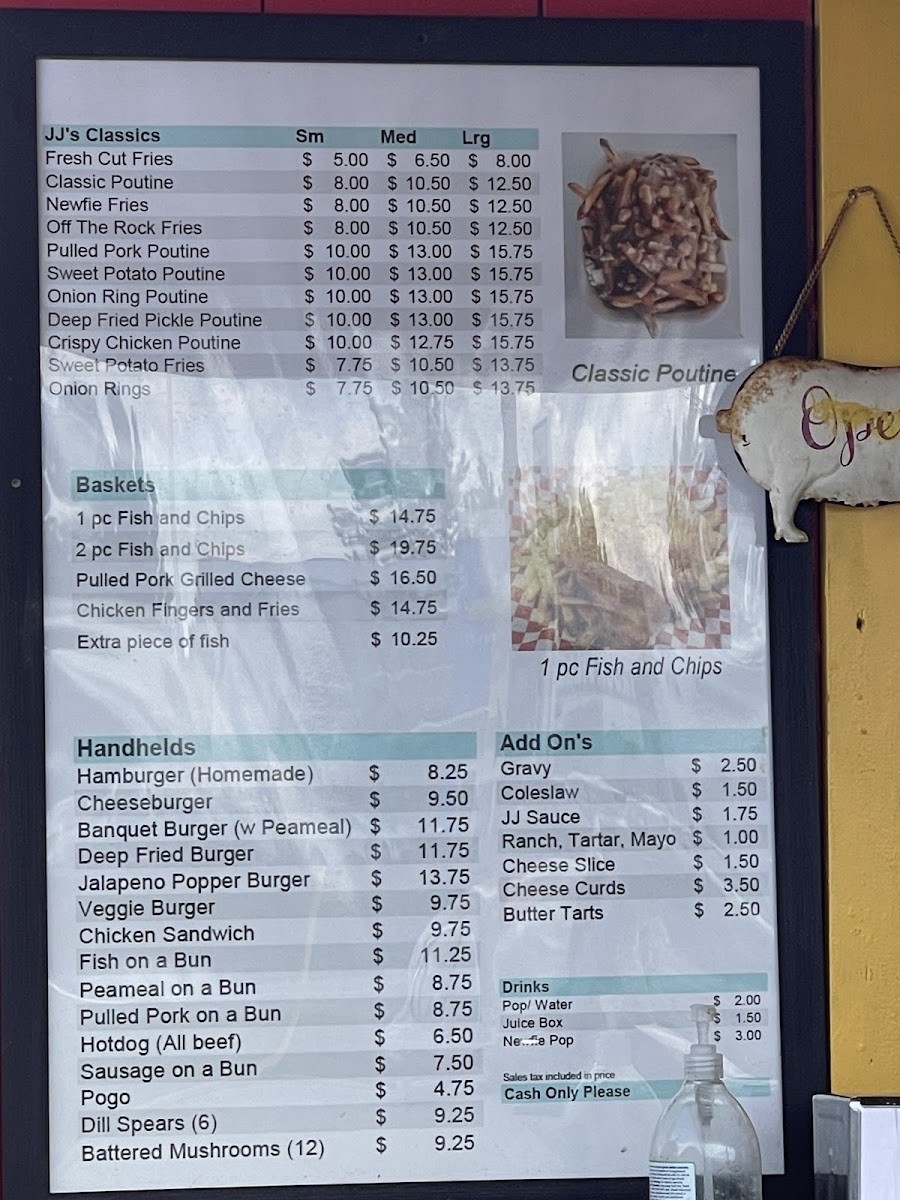 JJ's Classics Sm Med Lrg
Fresh Cut Fries $ 5.00 $ 6.50 $ 8.00
Classic Poutine $ 8.00 $ 10.50 $ 12.50
Newfie Fries $ 8.00 $ 10.50 $ 12.50
Off The Rock Fries $ 8.00 $ 10.50 $ 12.50
Pulled Pork Poutine $ 10.00 $ 13.00 $ 15.75
Sweet Potato Poutine $ 10.00 $ 13.00 $ 15.75
Onion Ring Poutine $ 10.00 $ 13.00 $ 15.75
Deep Fried Pickle Poutine $ 10.00 $ 13.00 $ 15.75
Crispy Chicken Poutine $ 10.00 $ 12.75 $ 15.75
Sweet Potato Fries $ 7.75 $ 10.50 $ 13.75
Onion Rings $ 7.75 $ 10.50 $ 13.75
Classic Poutine
Baskets
1 pc Fish and Chips $ 14.75
2 pc Fish and Chips $ 19.75
Pulled Pork Grilled Cheese $ 16.50
Chicken Fingers and Fries $ 14.75
Extra piece of fish $ 10.25
1 pc Fish and Chips
Handhelds
Hamburger (Homemade) $ 8.25
Cheeseburger $ 9.50
Banquet Burger (w Peameal) $ 11.75
Deep Fried Burger $ 11.75
Jalapeno Popper Burger $ 13.75
Veggie Burger $ 9.75
Chicken Sandwich $ 9.75
Fish on a Bun $ 11.25
Peameal on a Bun $ 8.75
Pulled Pork on a Bun $ 8.75
Hotdog (All beef) $ 6.50
Sausage on a Bun $ 7.50
Pogo $ 4.75
Dill Spears (6) $ 9.25
Battered Mushrooms (12) $ 9.25
Add On's
Gravy $ 2.50
Coleslaw $ 1.50
JJ Sauce $ 1.75
Ranch, Tartar, Mayo $ 1.00
Cheese Slice $ 1.50
Cheese Curds $ 3.50
Butter Tarts $ 2.50
Drinks
Pop/ Water $ 2.00
Juice Box $ 1.50
Newfie Pop $ 3.00
Sales tax included in price
Cash Only Please